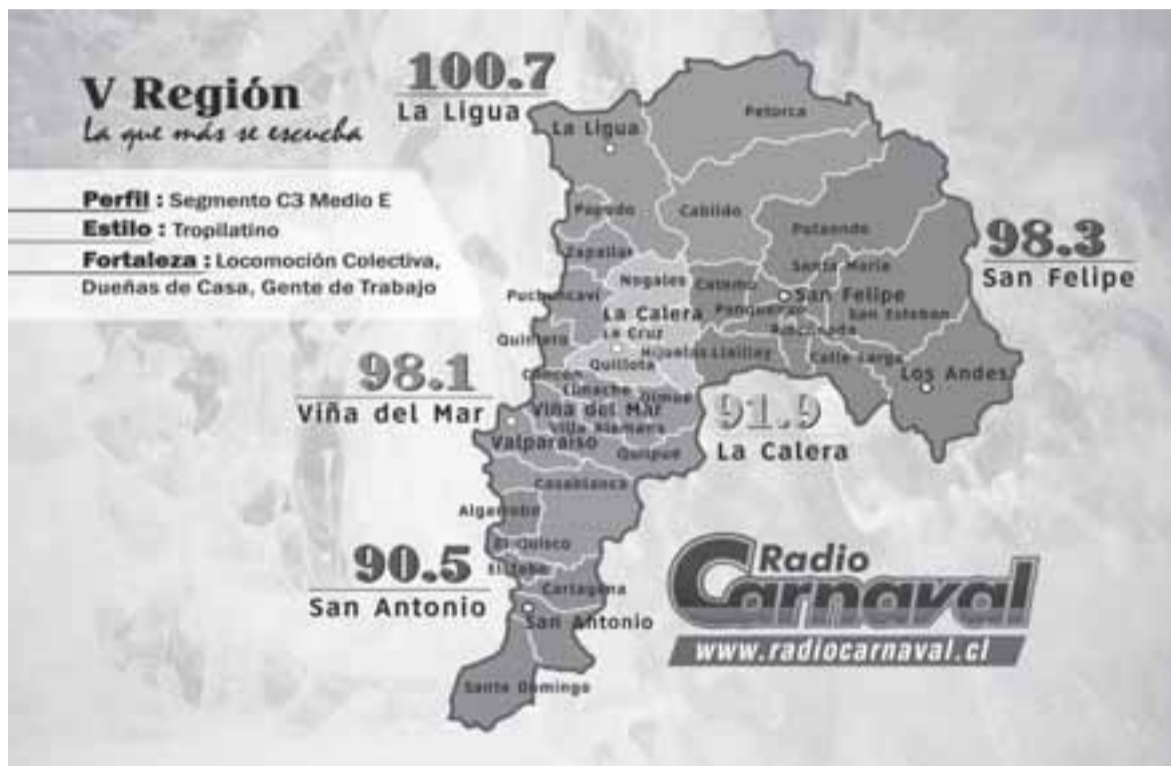 V Región
La que más se escucha
Perfil : Segmento C3 Medio E
Estilo : Tropilatino
Fortaleza : Locomoción Colectiva,
Dueñas de Casa, Gente de Trabajo
100.7
La Ligua
98.3
San Felipe
98.1
Viña del Mar
91.9
La Calera
90.5
San Antonio
La Ligua
Petorca
Papudo
Cabildo
Putaendo
Zapallar
Santa María
Nogales
Catemu
San Felipe
Puchuncaví
La Calera
Panquehue
San Esteban
La Cruz
Rinconada
Quintero
Hijuelas
Llaillay
Calle Larga
Quillota
Los Andes
Concón
Limache
Olmué
Viña del Mar
Villa Alemana
Valparaíso
Quilpué
Casablanca
Algarrobo
El Quisco
El Tabo
Cartagena
San Antonio
Santo Domingo
Radio
Carnaval
www.radiocarnaval.cl